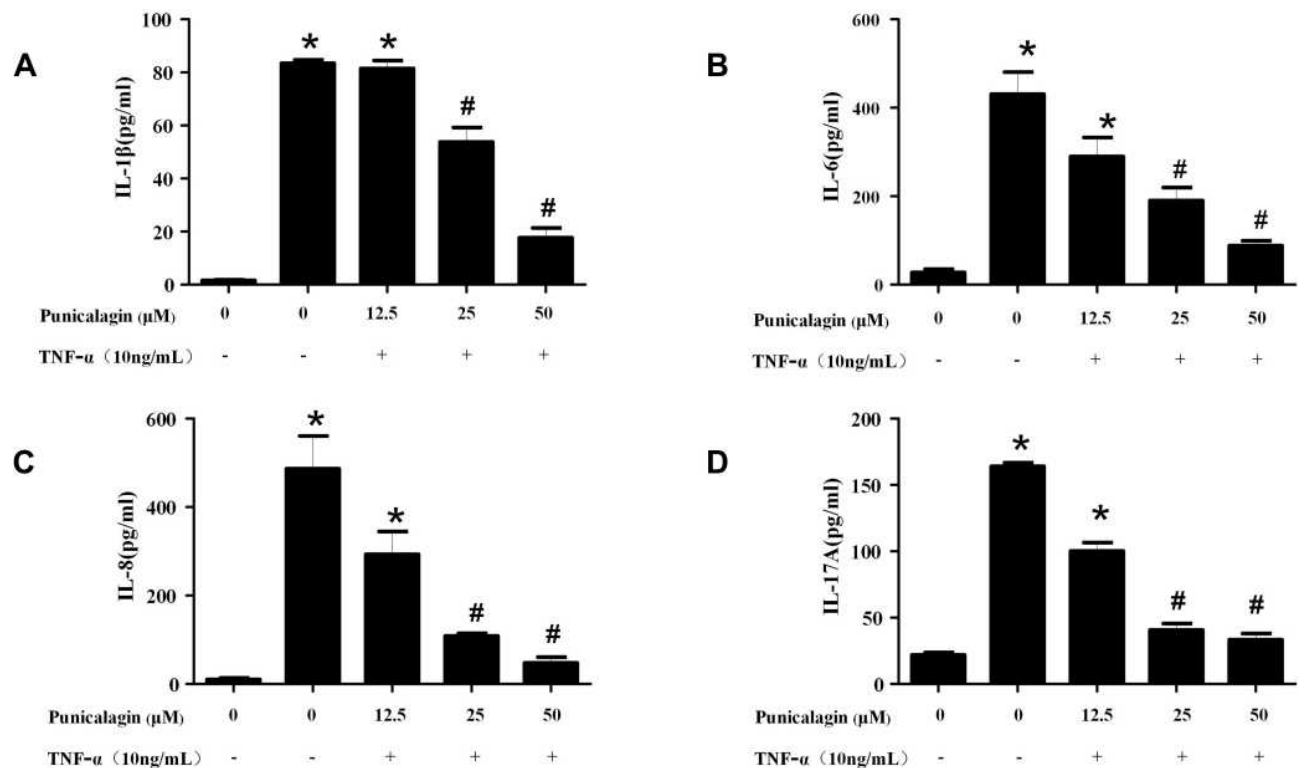 A
IL-1β(pg/ml)
100
80
60
40
20
0
* * # #
Punicalagin (μM) 0 0 12.5 25 50
TNF-α（10ng/mL） - - + + +
B
IL-6(pg/ml)
600
400
200
0
* * # #
Punicalagin (μM) 0 0 12.5 25 50
TNF-α（10ng/mL） - - + + +
C
IL-8(pg/ml)
600
400
200
0
* * # #
Punicalagin (μM) 0 0 12.5 25 50
TNF-α（10ng/mL） - - + + +
D
IL-17A(pg/ml)
200
150
100
50
0
* * # #
Punicalagin (μM) 0 0 12.5 25 50
TNF-α（10ng/mL） - - + + +